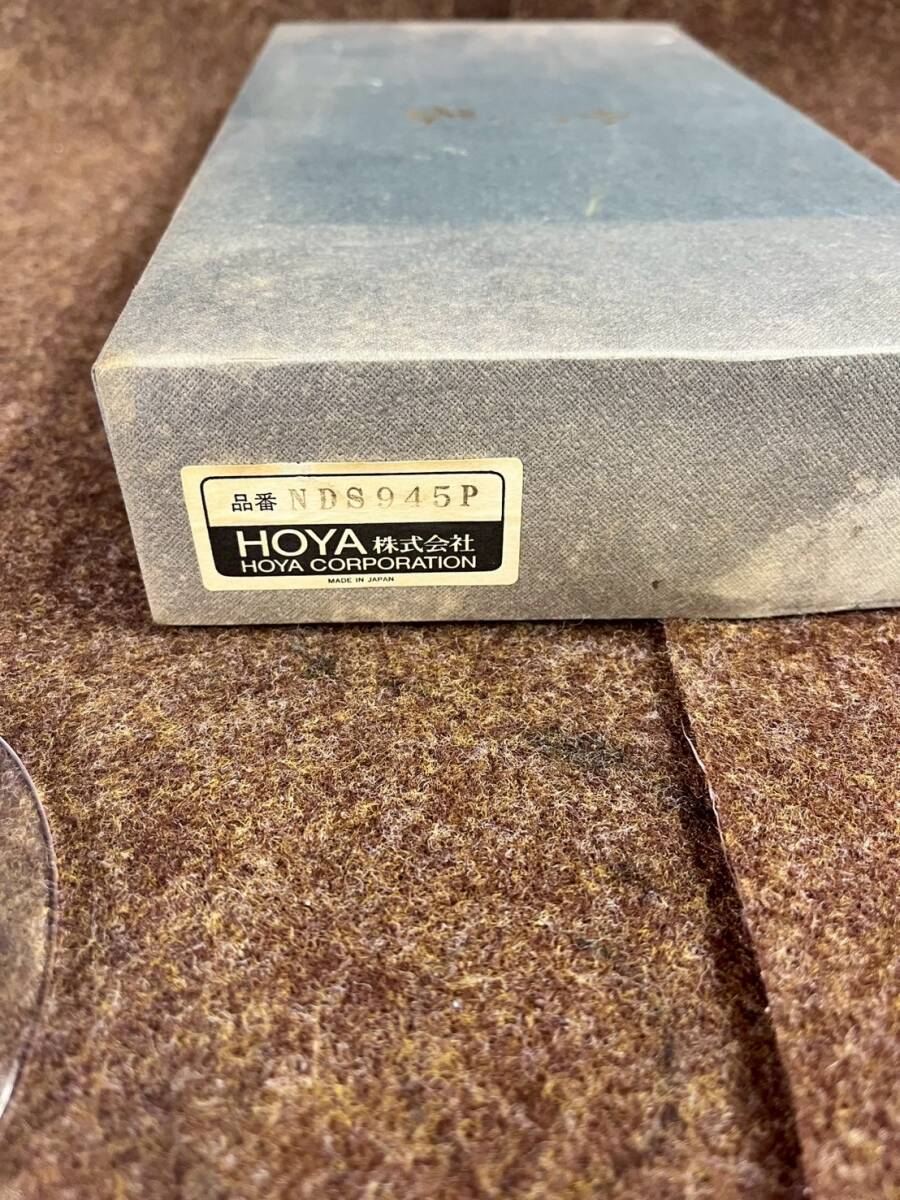 品番 NDS945P
HOYA 株式会社
HOYA CORPORATION
MADE IN JAPAN